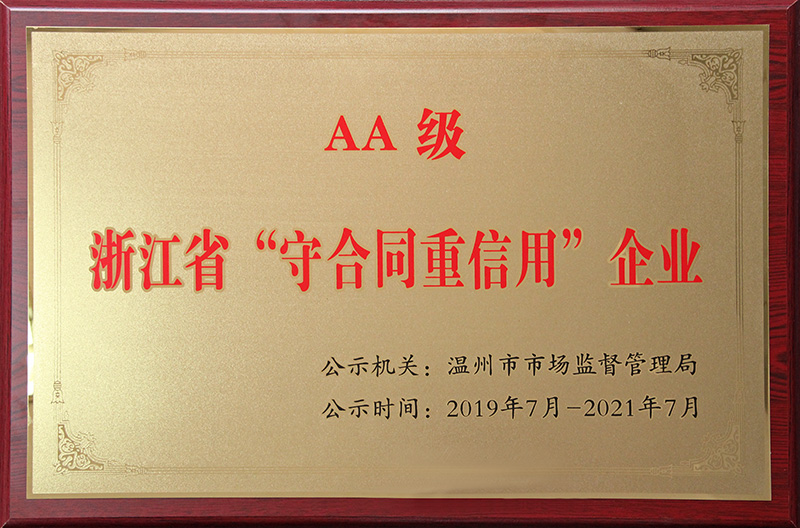 AA 级
浙江省“守合同重信用”企业
公示机关：温州市市场监督管理局
公示时间：2019年7月-2021年7月